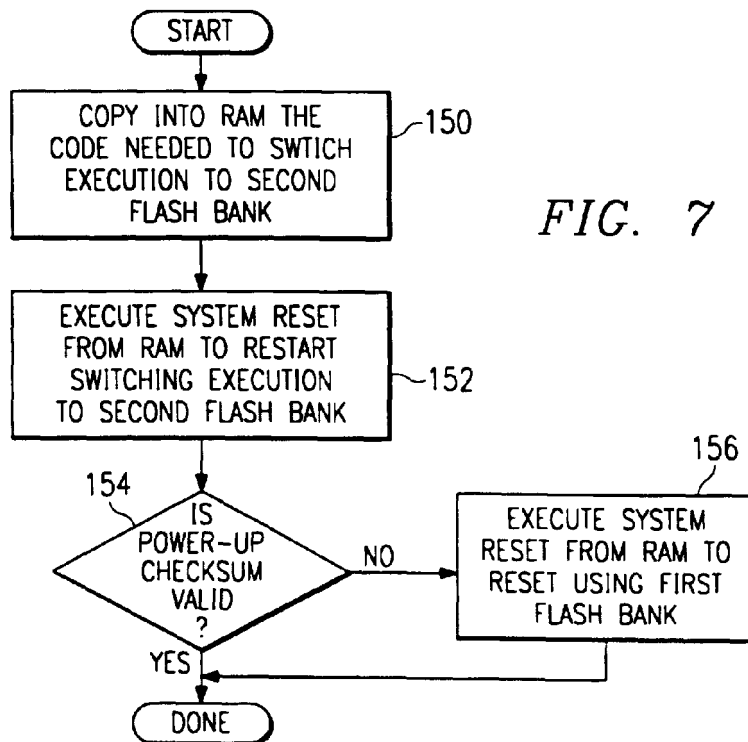 START
COPY INTO RAM THE
CODE NEEDED TO SWTICH
EXECUTION TO SECOND
FLASH BANK
150
FIG. 7
EXECUTE SYSTEM RESET
FROM RAM TO RESTART
SWITCHING EXECUTION
TO SECOND FLASH BANK
152
154
IS
POWER-UP
CHECKSUM
VALID
?
NO
YES
156
EXECUTE SYSTEM
RESET FROM RAM TO
RESET USING FIRST
FLASH BANK
DONE